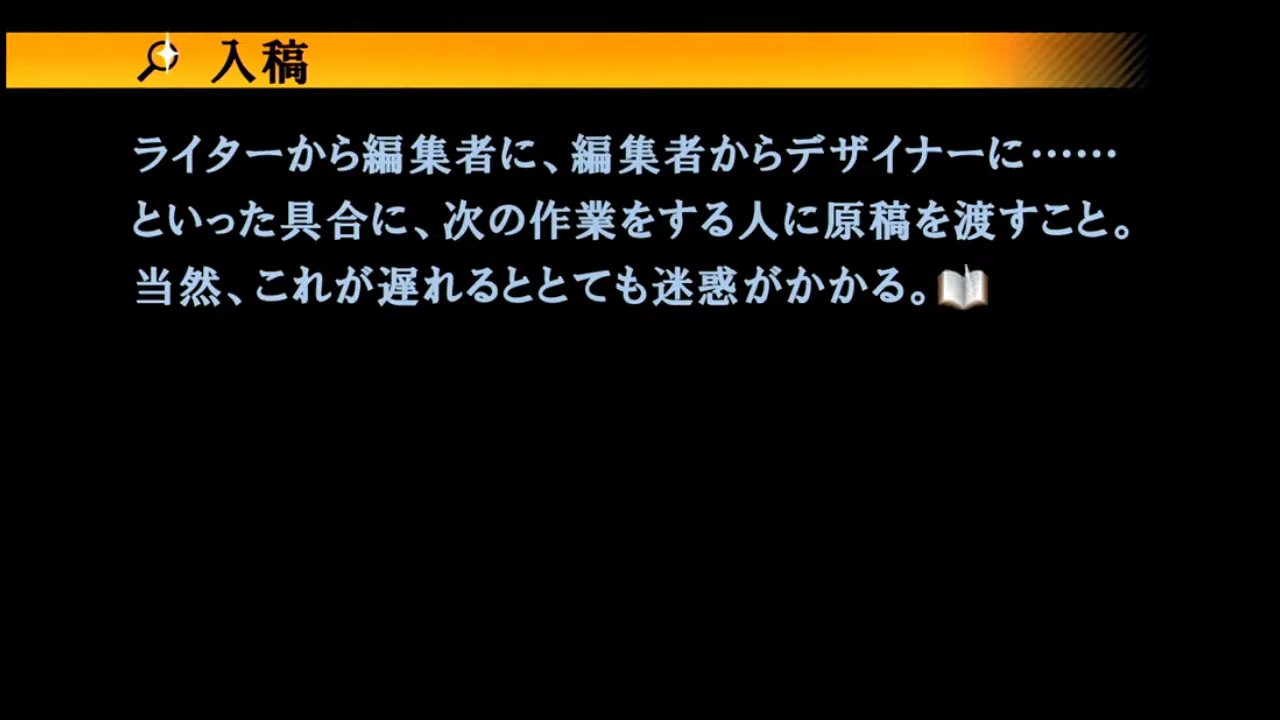 入稿
ライターから編集者に、編集者からデザイナーに……
といった具合に、次の作業をする人に原稿を渡すこと。
当然、これが遅れるととても迷惑がかかる。